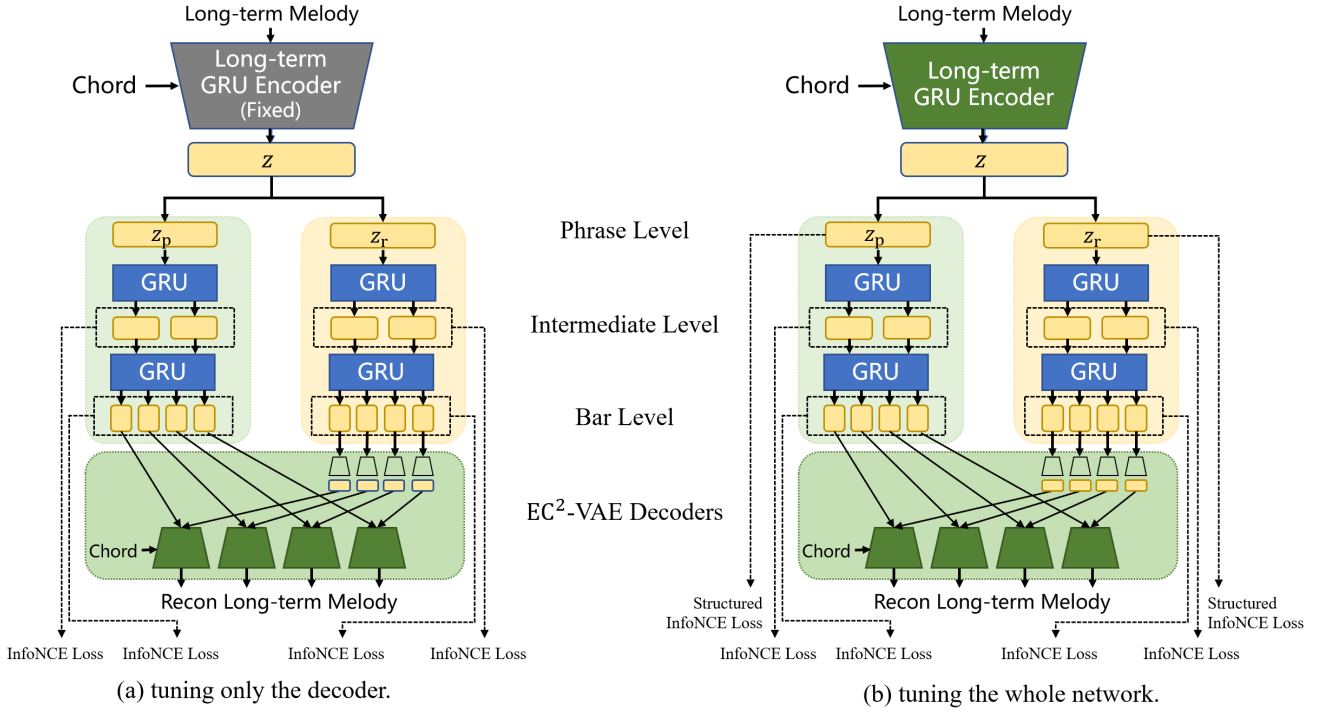 Long-term Melody
Long-term
GRU Encoder
(Fixed)
Chord
z
z_p
z_r
GRU
GRU
GRU
GRU
Chord
Recon Long-term Melody
InfoNCE Loss
InfoNCE Loss
InfoNCE Loss
InfoNCE Loss
(a) tuning only the decoder.
Phrase Level
Intermediate Level
Bar Level
EC²-VAE Decoders
Long-term Melody
Long-term
GRU Encoder
Chord
z
z_p
z_r
GRU
GRU
GRU
GRU
Chord
Recon Long-term Melody
Structured
InfoNCE Loss
Structured
InfoNCE Loss
InfoNCE Loss
InfoNCE Loss
InfoNCE Loss
InfoNCE Loss
(b) tuning the whole network.